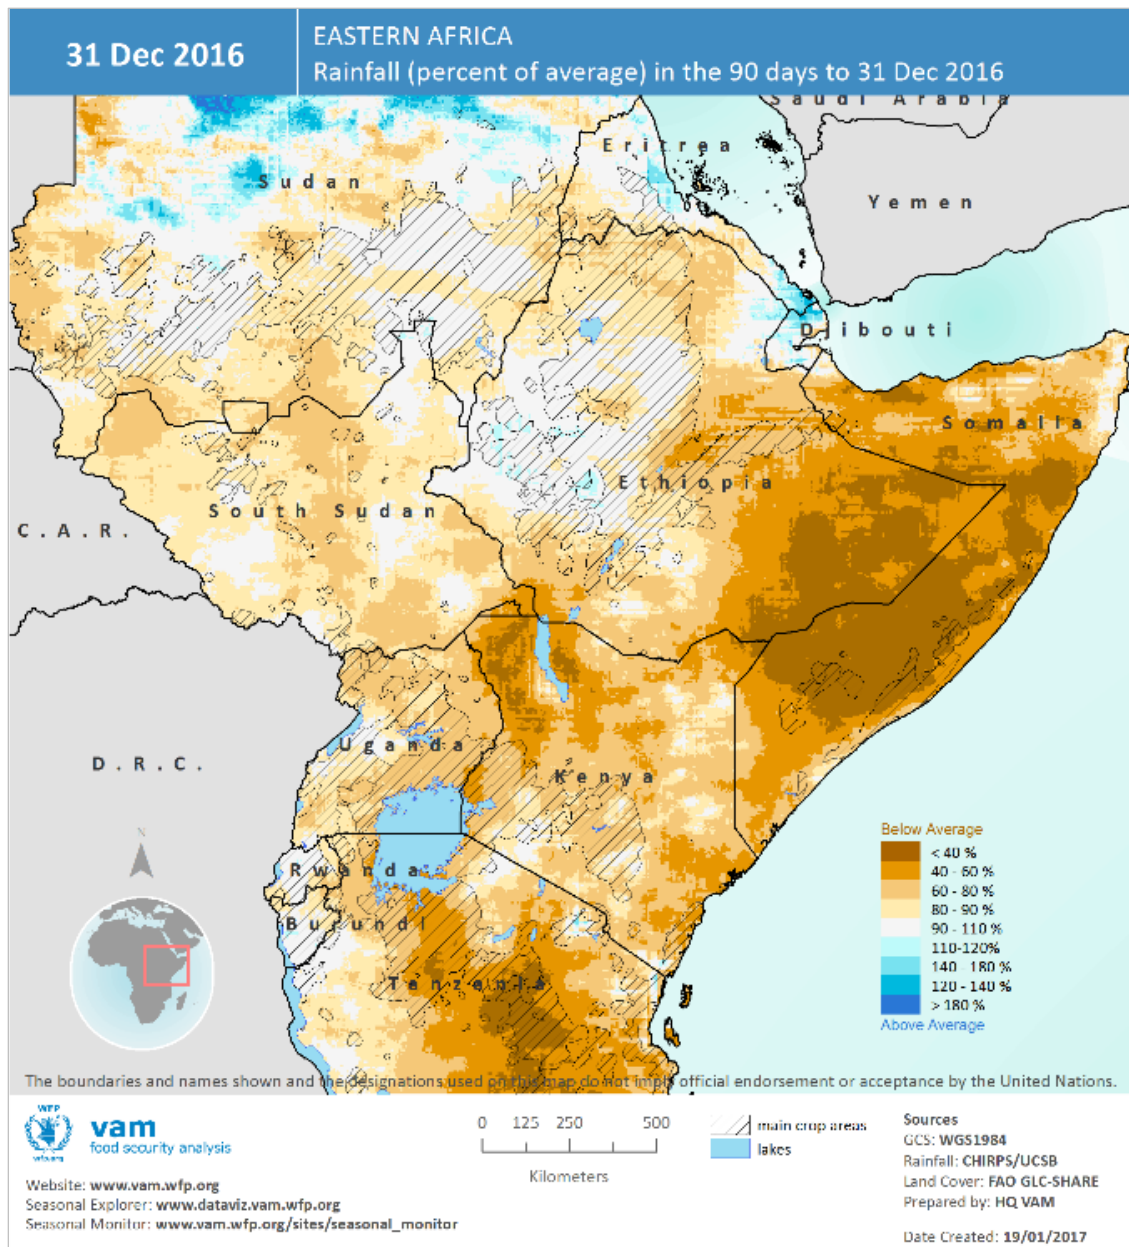 31 Dec 2016
EASTERN AFRICA
Rainfall (percent of average) in the 90 days to 31 Dec 2016
Saudi Arabia
Eritrea
Sudan
Yemen
Djibouti
Somalia
Ethiopia
South Sudan
C.A.R.
Uganda
D.R.C.
Kenya
Below Average
< 40 %
40 - 60 %
60 - 80 %
80 - 90 %
90 - 110 %
110-120%
140 - 180 %
120 - 140 %
> 180 %
Above Average
N
Rwanda
Burundi
Tanzania
The boundaries and names shown and the designations used on this map do not imply official endorsement or acceptance by the United Nations.
WFP
wfp.org
vam
food security analysis
0 125 250 500
Kilometers
main crop areas
lakes
Sources
GCS: WGS1984
Rainfall: CHIRPS/UCSB
Land Cover: FAO GLC-SHARE
Prepared by: HQ VAM
Date Created: 19/01/2017
Website: www.vam.wfp.org
Seasonal Explorer: www.dataviz.vam.wfp.org
Seasonal Monitor: www.vam.wfp.org/sites/seasonal_monitor